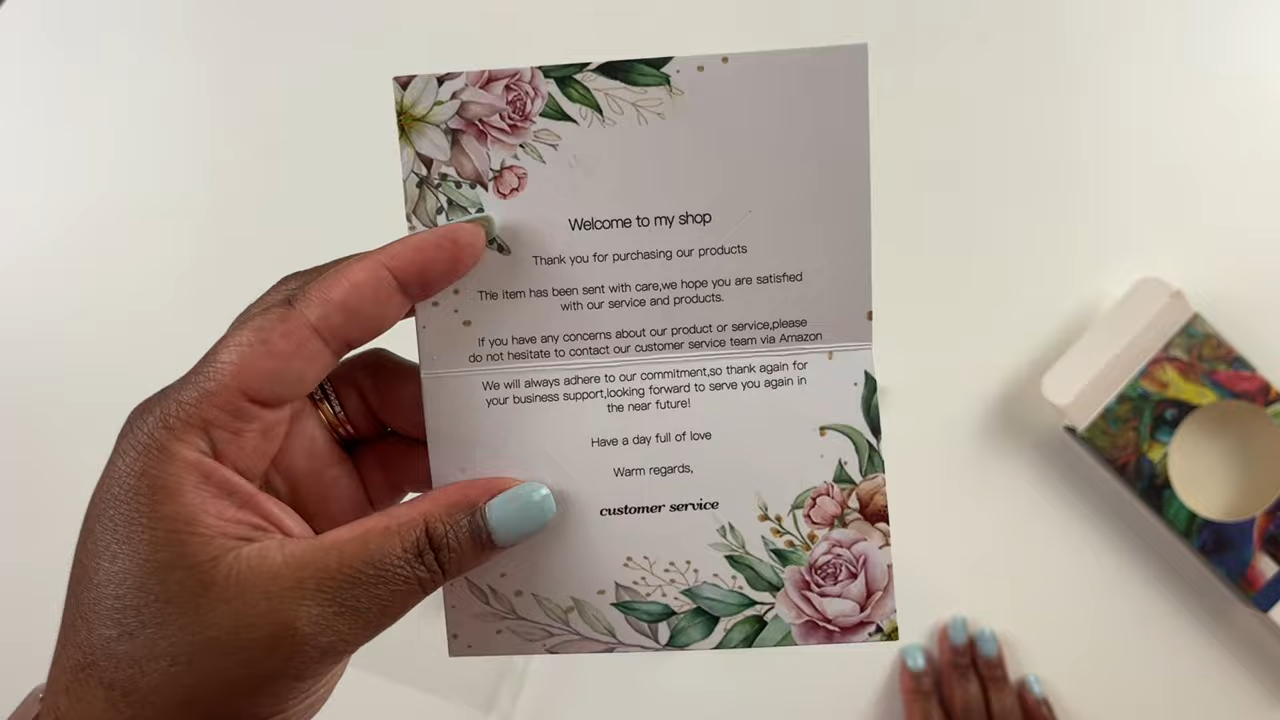 Welcome to my shop
Thank you for purchasing our products
The item has been sent with care,we hope you are satisfied
with our service and products.
If you have any concerns about our product or service,please
do not hesitate to contact our customer service team via Amazon
We will always adhere to our commitment,so thank again for
your business support,looking forward to serve you again in
the near future!
Have a day full of love
Warm regards,
customer service